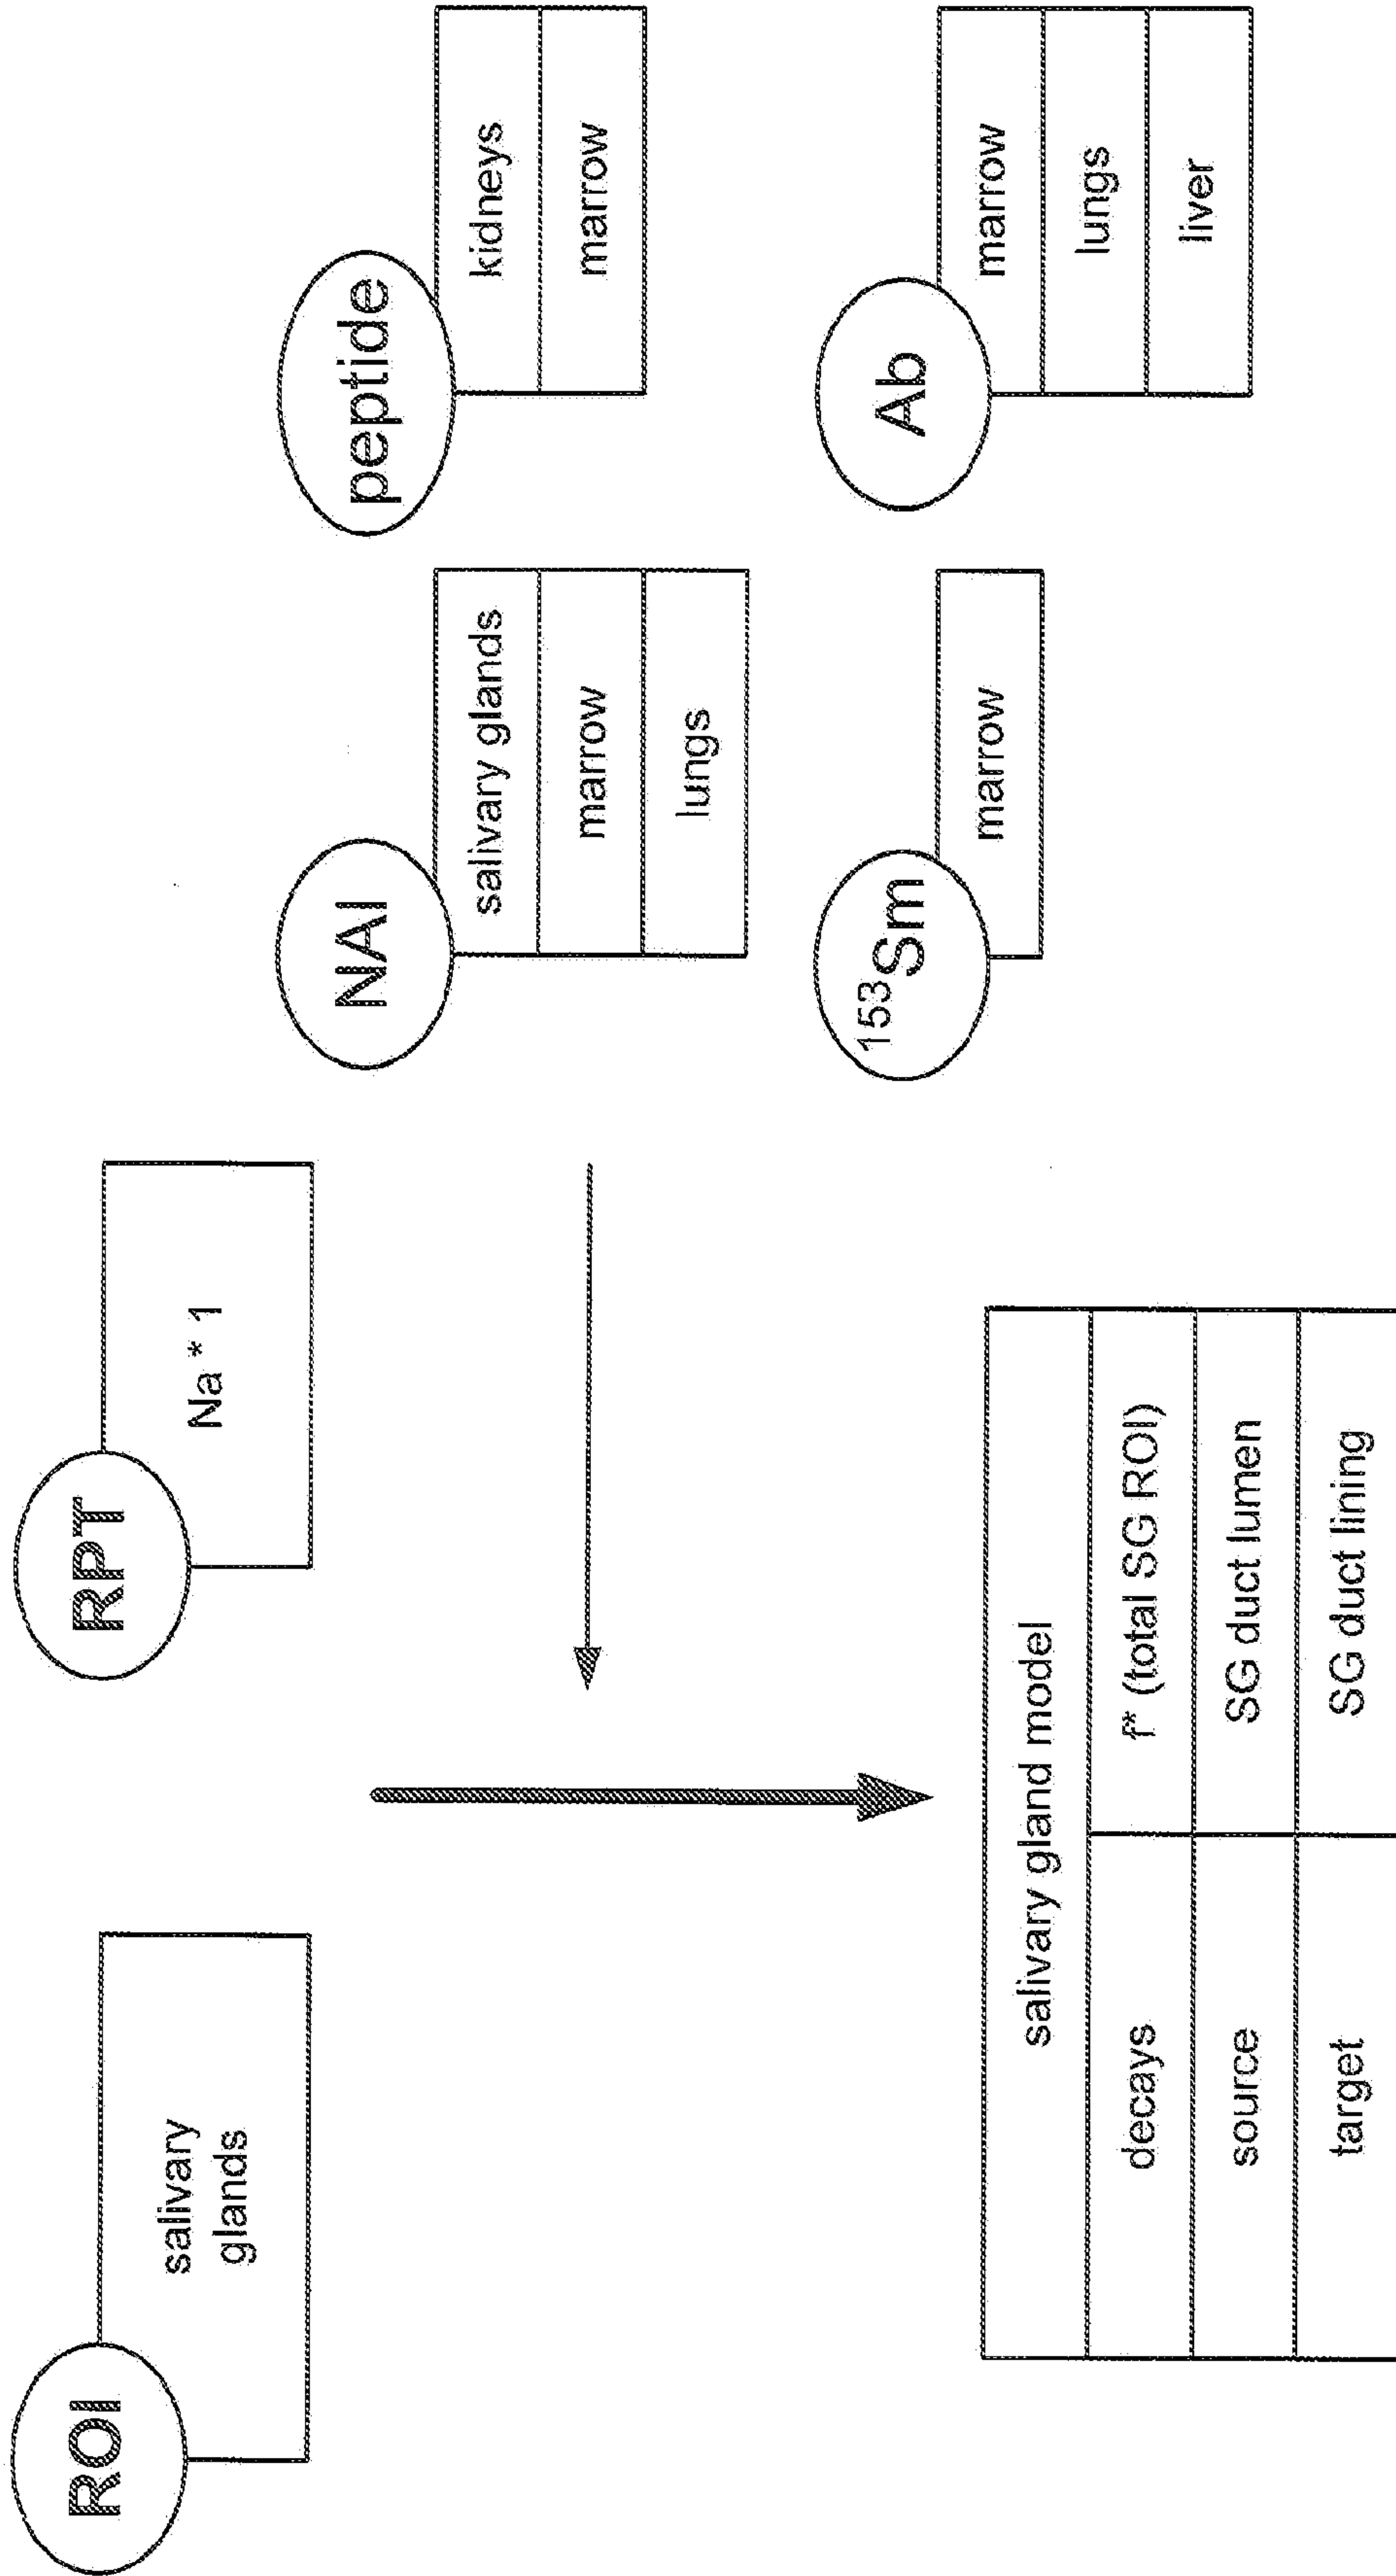 ROI
salivary
glands
RPT
Na * 1
NAI
salivary glands
marrow
lungs
peptide
kidneys
marrow
¹⁵³Sm
marrow
Ab
marrow
lungs
liver
salivary gland model
decays f* (total SG ROI)
source SG duct lumen
target SG duct lining